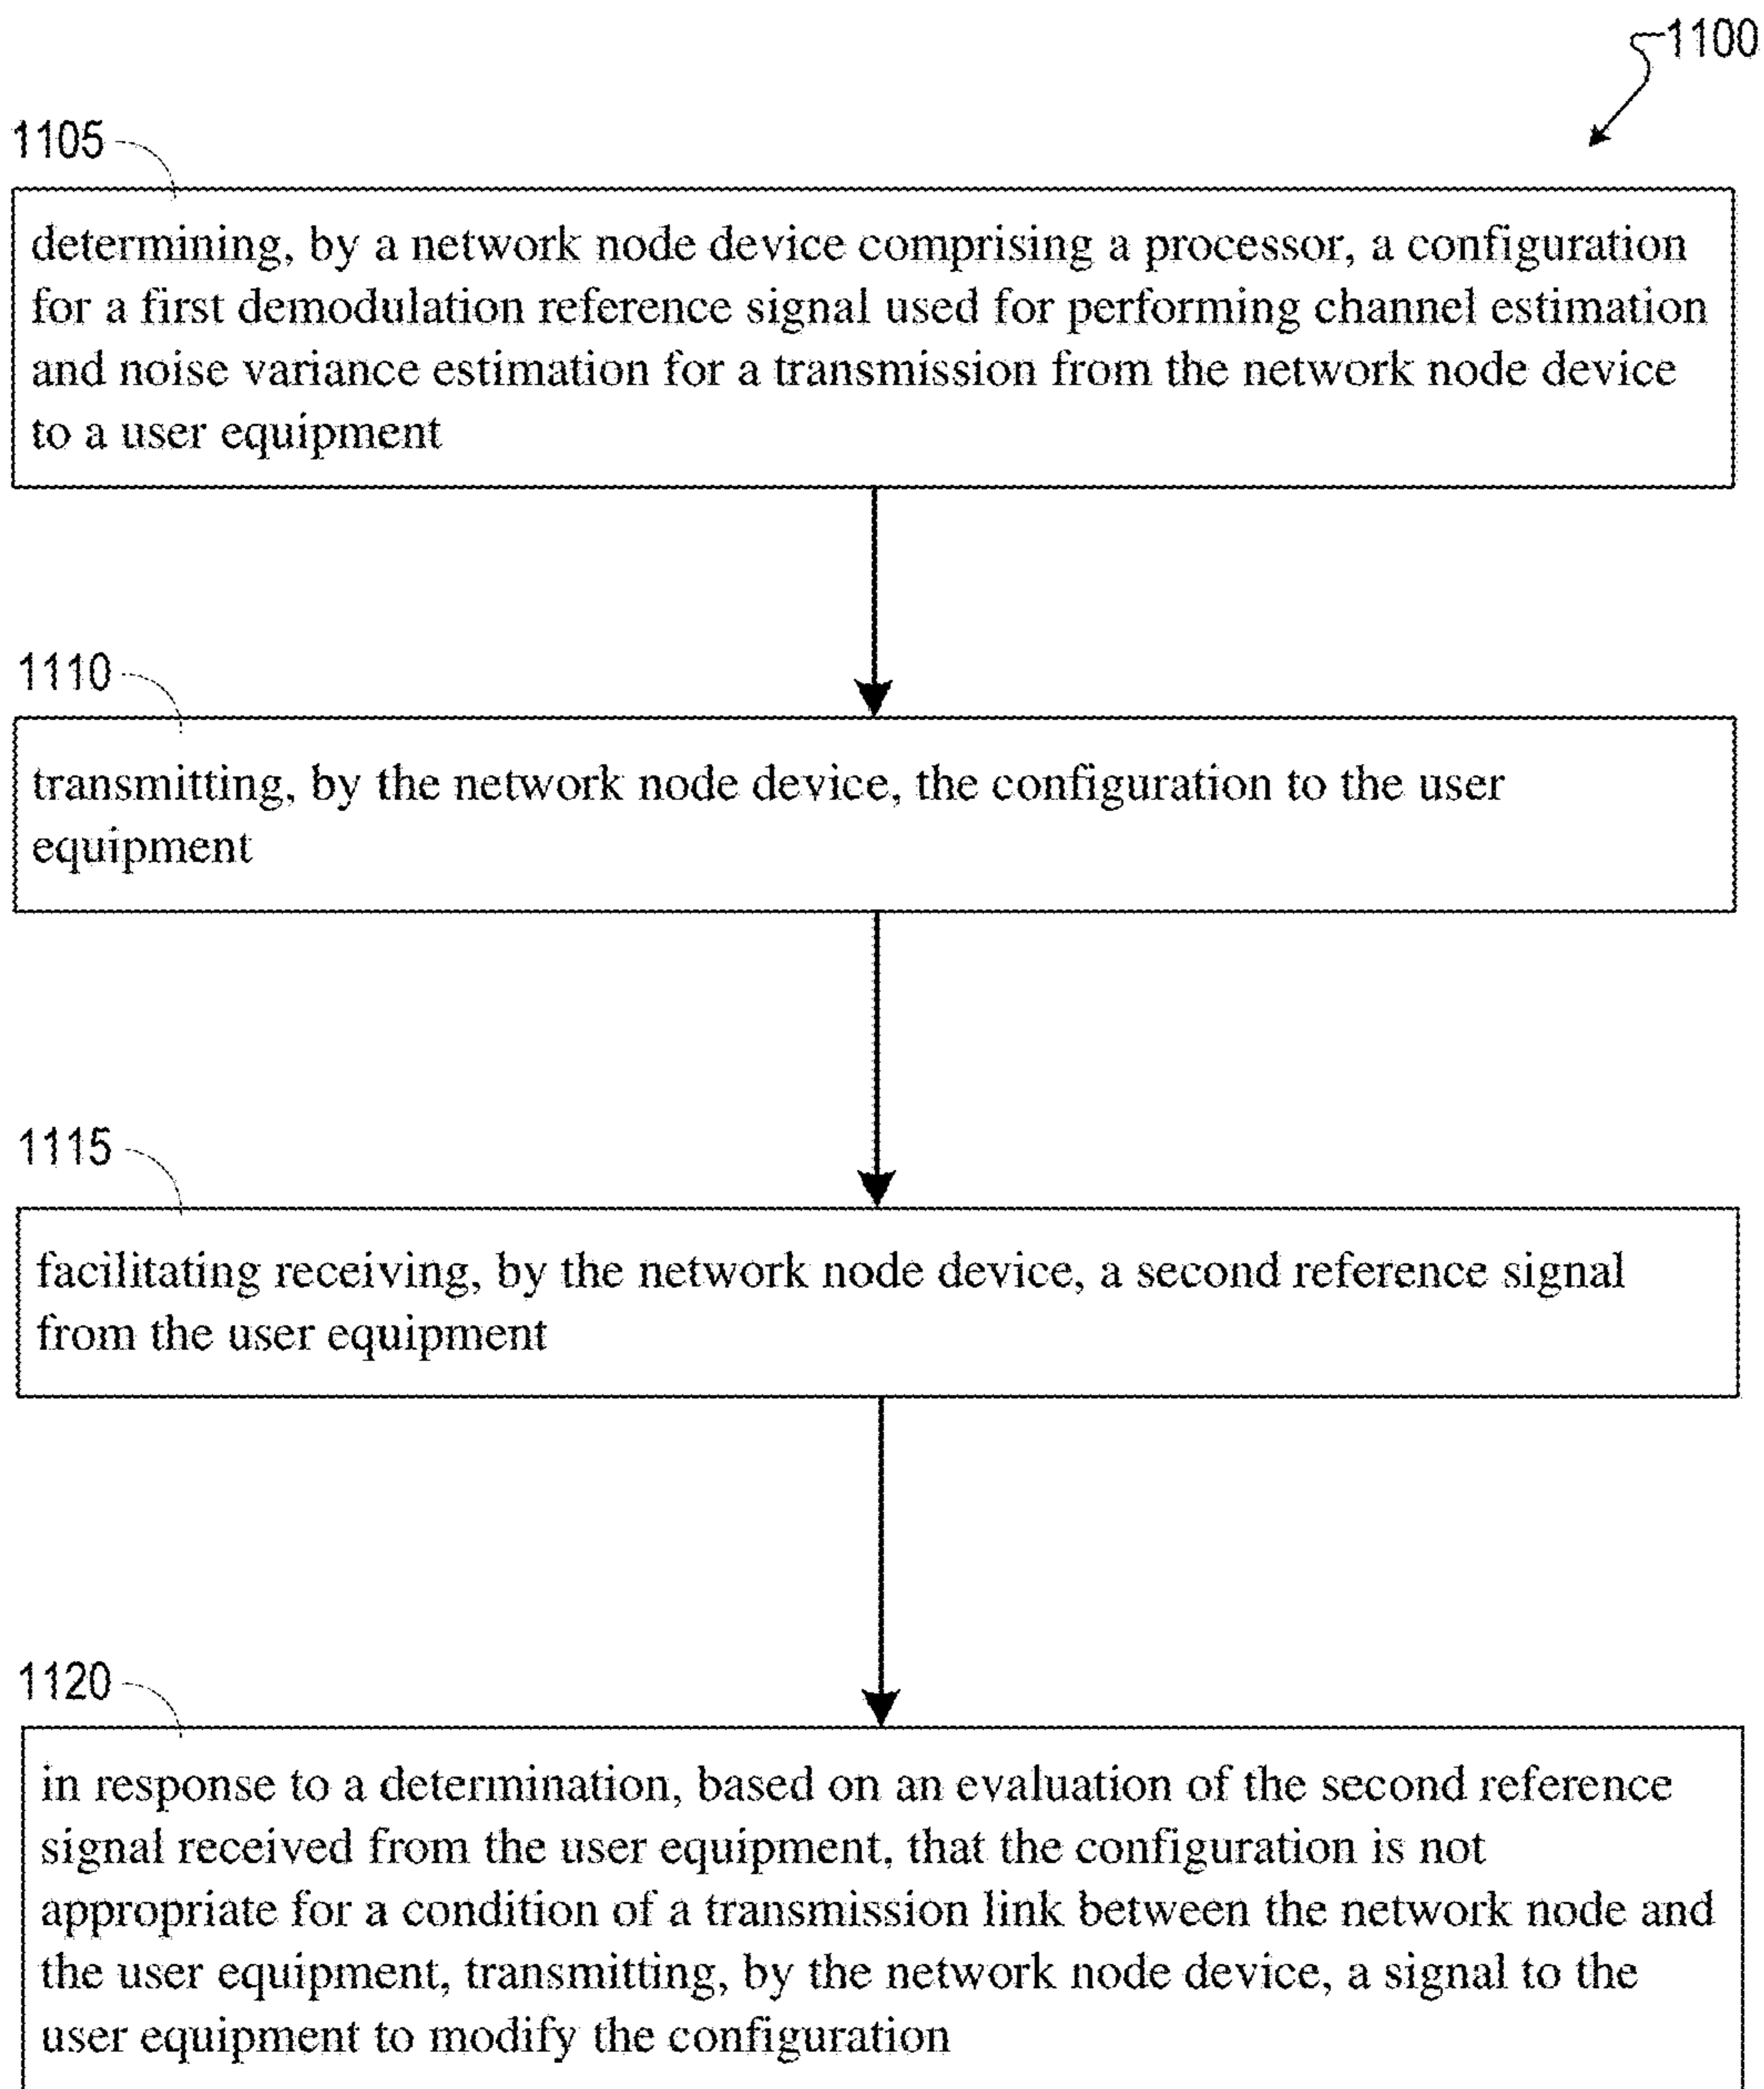 1100
1105
determining, by a network node device comprising a processor, a configuration
for a first demodulation reference signal used for performing channel estimation
and noise variance estimation for a transmission from the network node device
to a user equipment
1110
transmitting, by the network node device, the configuration to the user
equipment
1115
facilitating receiving, by the network node device, a second reference signal
from the user equipment
1120
in response to a determination, based on an evaluation of the second reference
signal received from the user equipment, that the configuration is not
appropriate for a condition of a transmission link between the network node and
the user equipment, transmitting, by the network node device, a signal to the
user equipment to modify the configuration